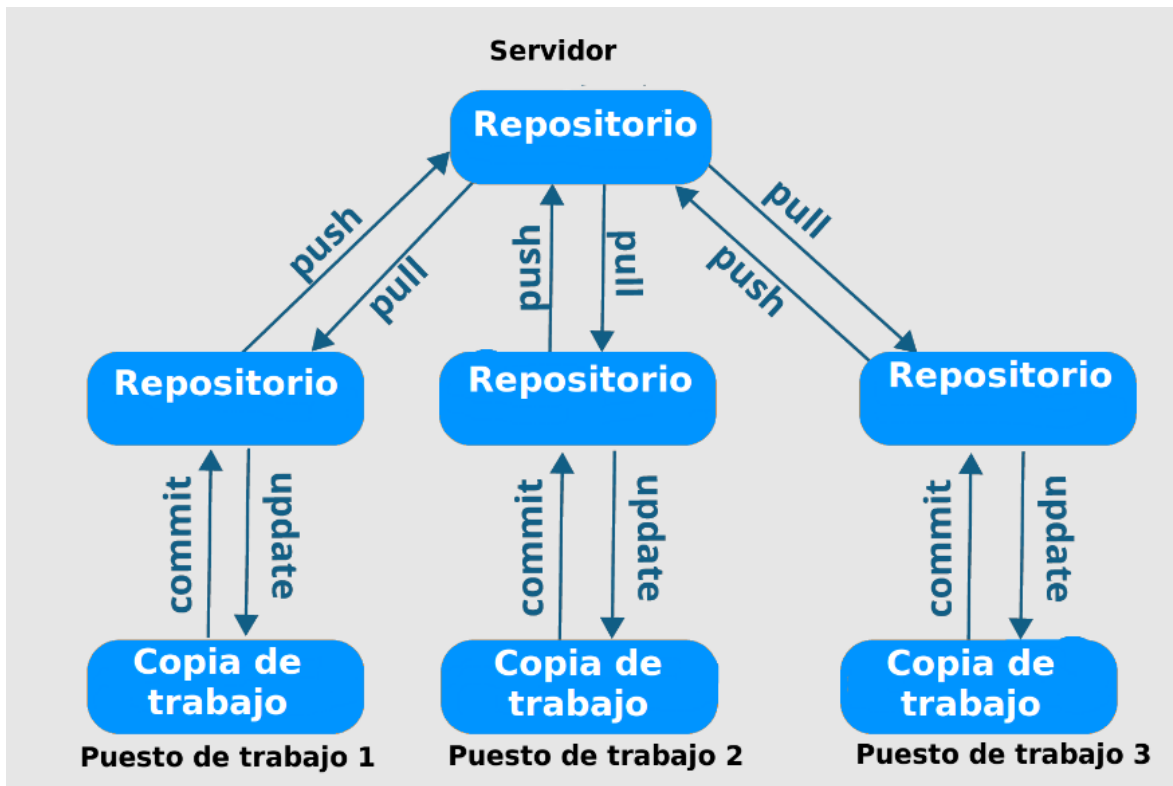 Servidor
Repositorio
push
pull
push
pull
push
pull
Repositorio
Repositorio
Repositorio
commit
update
commit
update
commit
update
Copia de
trabajo
Copia de
trabajo
Copia de
trabajo
Puesto de trabajo 1
Puesto de trabajo 2
Puesto de trabajo 3